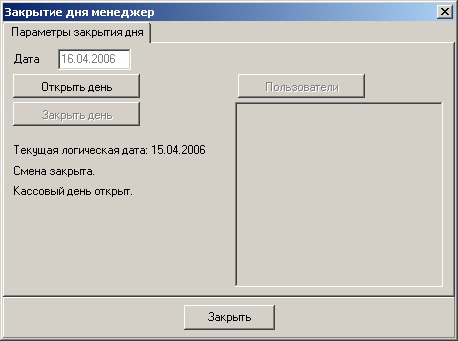 Закрытие дня менеджер
Параметры закрытия дня
Дата 16.04.2006
Открыть день
Пользователи
Закрыть день
Текущая логическая дата: 15.04.2006
Смена закрыта.
Кассовый день открыт.
Закрыть